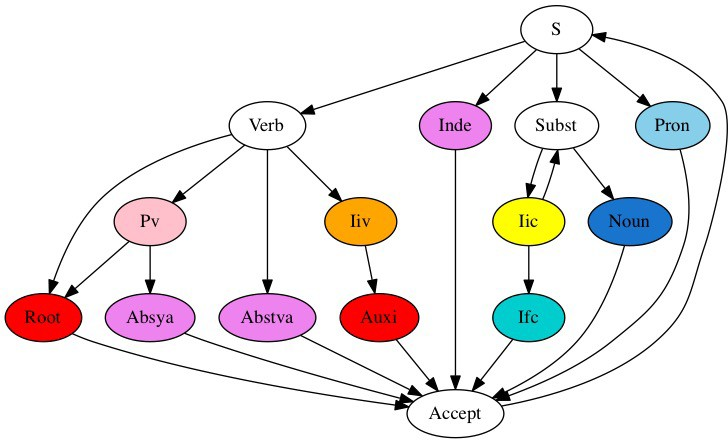 S
Verb
Inde
Subst
Pron
Pv
Iiv
Iic
Noun
Root
Absya
Abstva
Auxi
Ifc
Accept